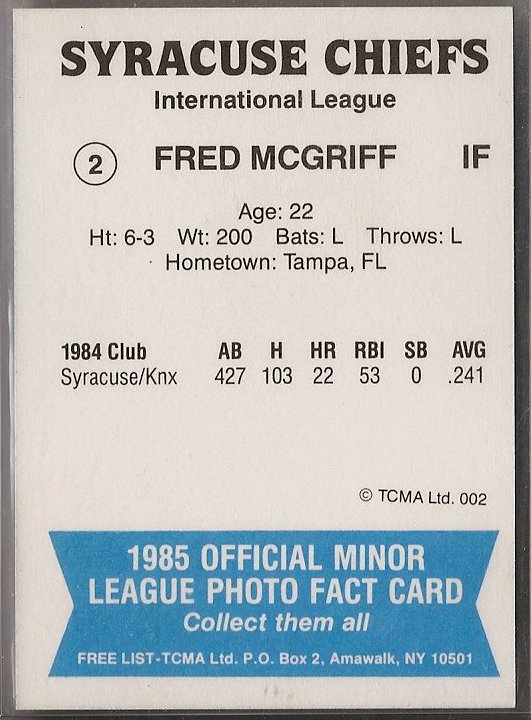 SYRACUSE CHIEFS
International League
2 FRED MCGRIFF IF
Age: 22
Ht: 6-3 Wt: 200 Bats: L Throws: L
Hometown: Tampa, FL
1984 Club AB H HR RBI SB AVG
Syracuse/Knx 427 103 22 53 0 .241
© TCMA Ltd. 002
1985 OFFICIAL MINOR
LEAGUE PHOTO FACT CARD
Collect them all
FREE LIST-TCMA Ltd. P.O. Box 2, Amawalk, NY 10501